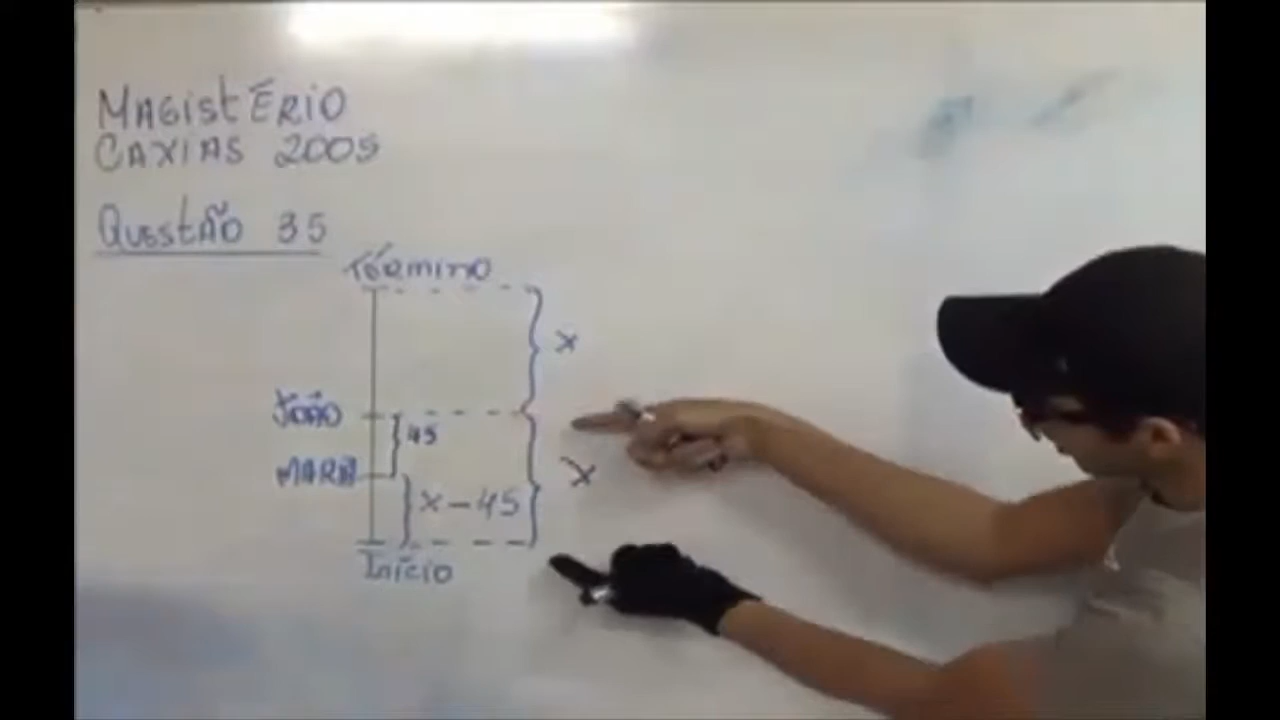 MAGISTÉRIO
CAXIAS 2005
QUESTÃO 35
TÉRMINO
X
JOÃO
45
MARIA
X
X-45
INÍCIO